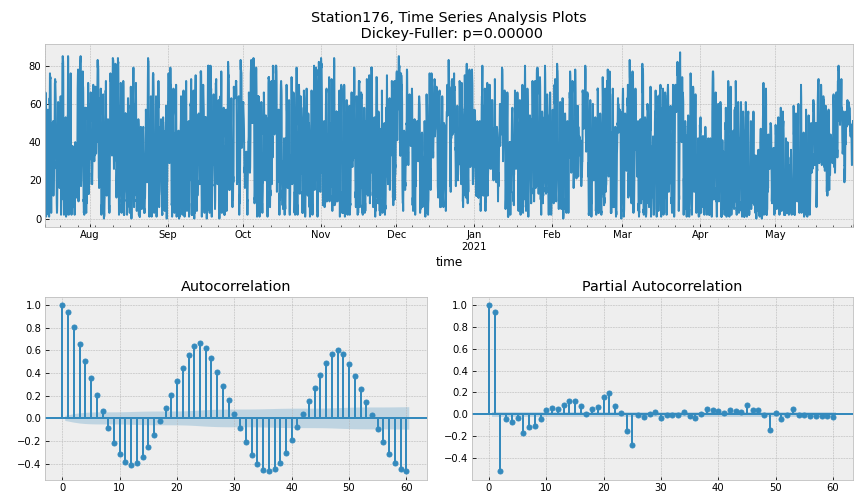 Station176, Time Series Analysis Plots
Dickey-Fuller: p=0.00000
80
60
40
20
0
Aug Sep Oct Nov Dec Jan Feb Mar Apr May
2021
time
Autocorrelation
1.0
0.8
0.6
0.4
0.2
0.0
−0.2
−0.4
0 10 20 30 40 50 60
Partial Autocorrelation
1.0
0.8
0.6
0.4
0.2
0.0
−0.2
−0.4
0 10 20 30 40 50 60